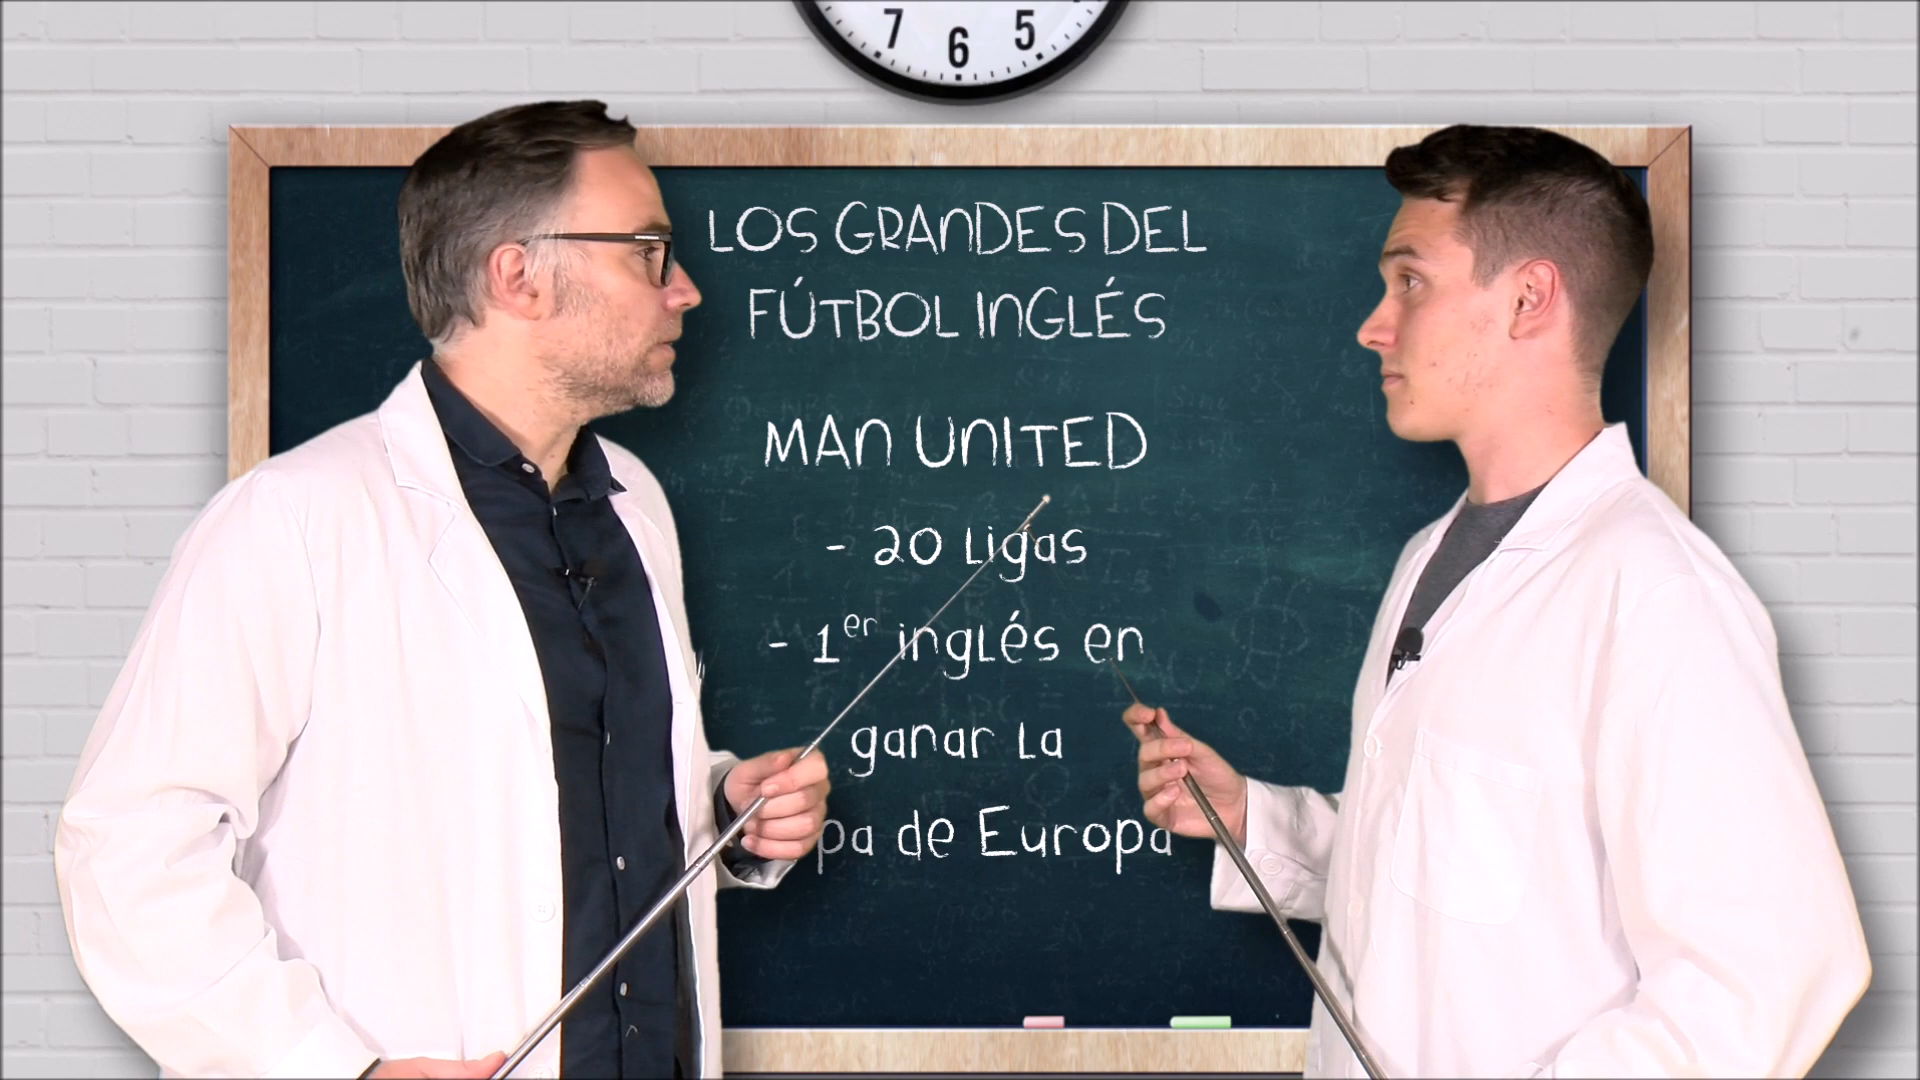 7 6 5
LOS GRANDES DEL
FÚTBOL INGLÉS
MAN UNITED
- 20 Ligas
- 1er inglés en
ganar la
de Europa